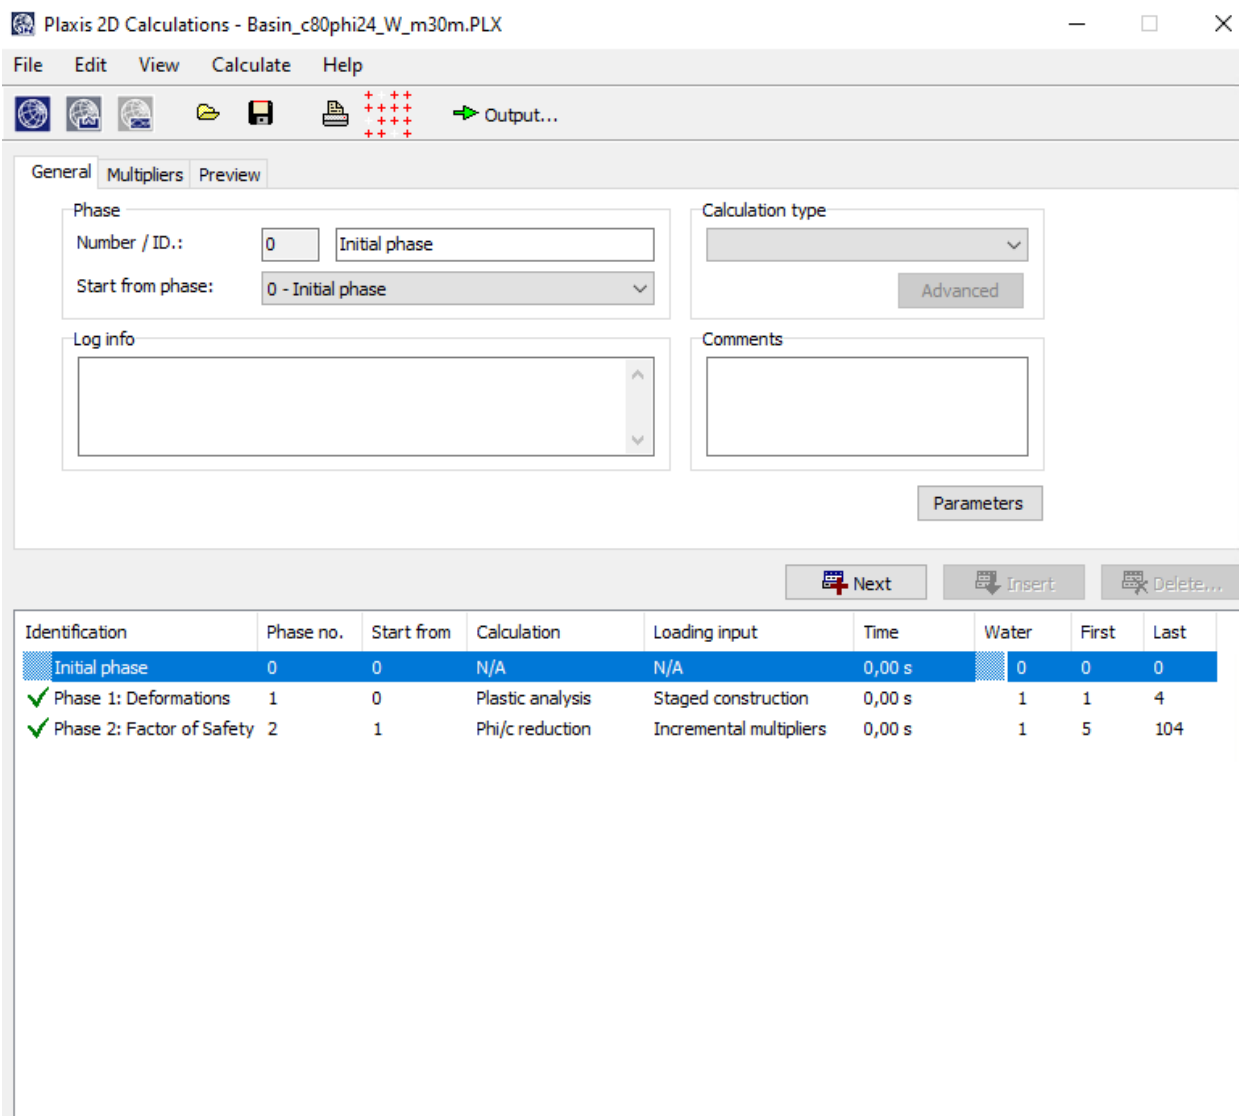 Plaxis 2D Calculations - Basin_c80phi24_W_m30m.PLX
File Edit View Calculate Help
Output...
General Multipliers Preview
Phase Calculation type
Number / ID.: 0 Initial phase
Start from phase: 0 - Initial phase
Advanced
Log info Comments
Parameters
Next Insert Delete...
Identification Phase no. Start from Calculation Loading input Time Water First Last
Initial phase 0 0 N/A N/A 0,00 s 0 0 0
Phase 1: Deformations 1 0 Plastic analysis Staged construction 0,00 s 1 1 4
Phase 2: Factor of Safety 2 1 Phi/c reduction Incremental multipliers 0,00 s 1 5 104